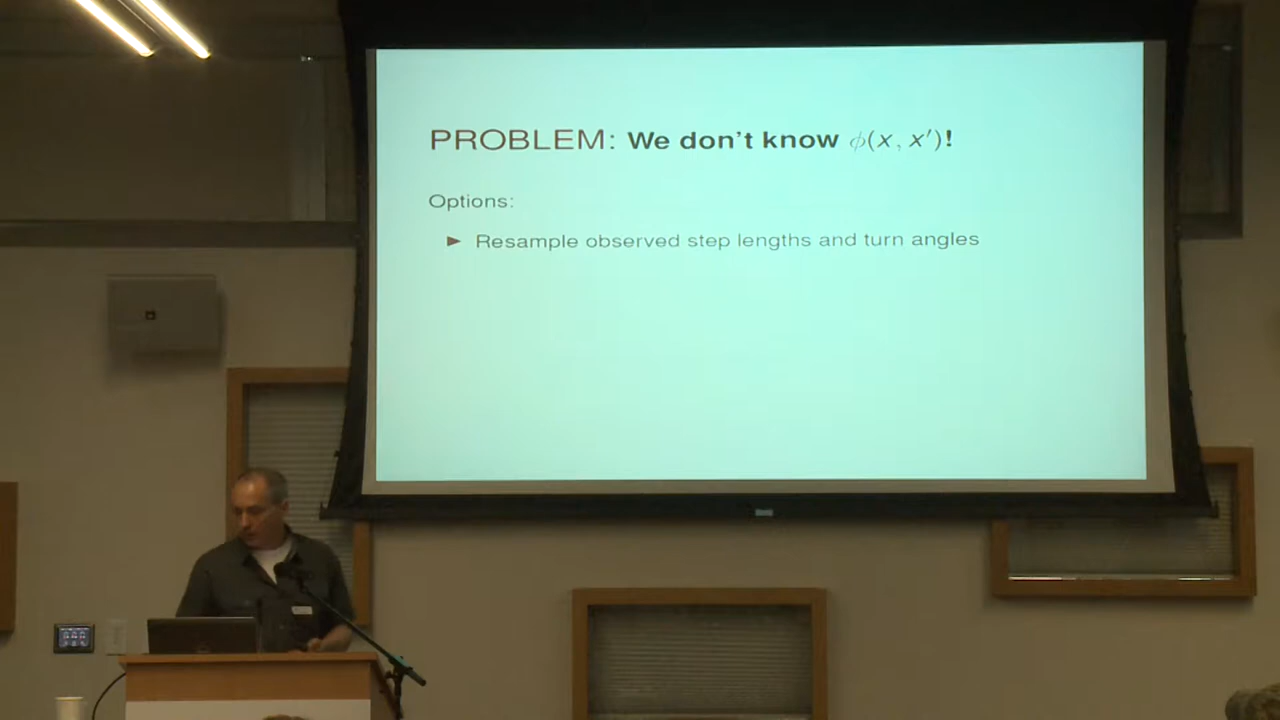 PROBLEM: We don't know ϕ(x, x′)!
Options:
► Resample observed step lengths and turn angles